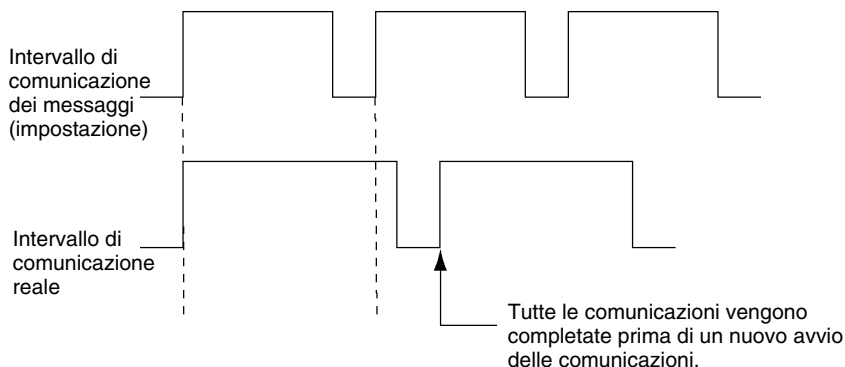 Intervallo di
comunicazione
dei messaggi
(impostazione)
Intervallo di
comunicazione
reale
Tutte le comunicazioni vengono
completate prima di un nuovo avvio
delle comunicazioni.